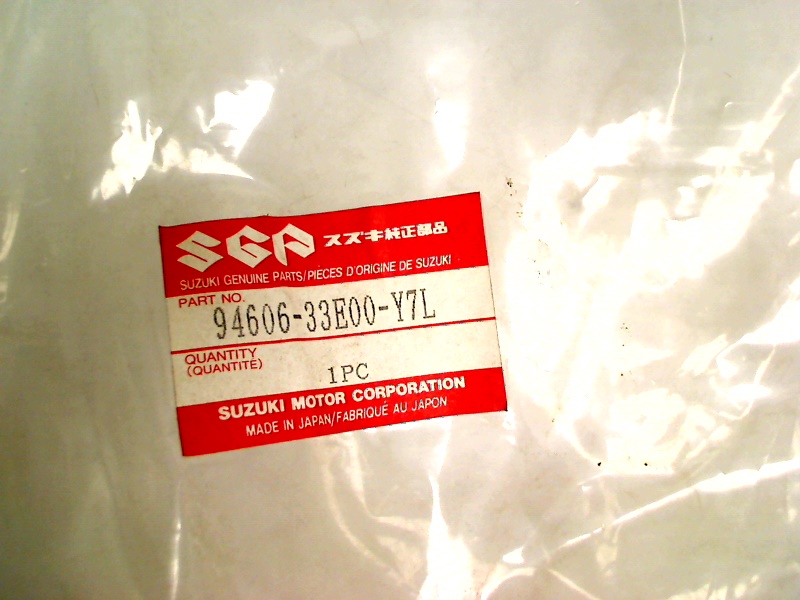 SGP スズキ純正部品
SUZUKI GENUINE PARTS/PIÈCES D'ORIGINE DE SUZUKI
PART NO.
94606-33E00-Y7L
QUANTITY
(QUANTITÉ)
1PC
SUZUKI MOTOR CORPORATION
MADE IN JAPAN/FABRIQUÉ AU JAPON